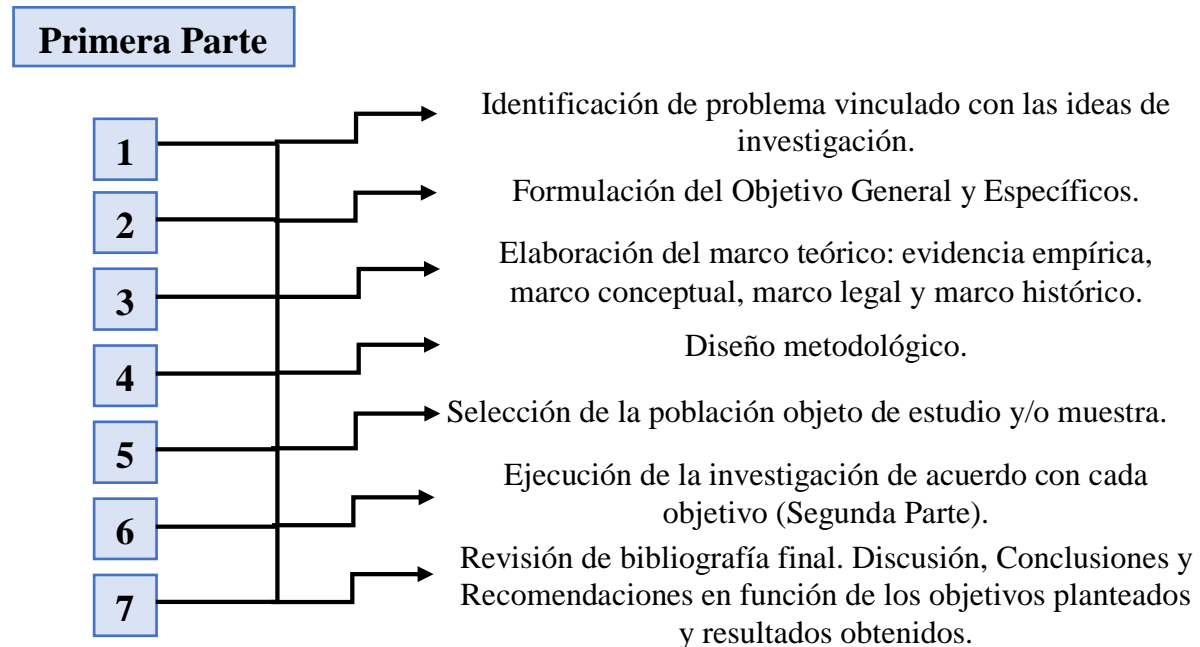 Primera Parte
1
Identificación de problema vinculado con las ideas de
investigación.
2
Formulación del Objetivo General y Específicos.
3
Elaboración del marco teórico: evidencia empírica,
marco conceptual, marco legal y marco histórico.
4
Diseño metodológico.
5
Selección de la población objeto de estudio y/o muestra.
6
Ejecución de la investigación de acuerdo con cada
objetivo (Segunda Parte).
7
Revisión de bibliografía final. Discusión, Conclusiones y
Recomendaciones en función de los objetivos planteados
y resultados obtenidos.